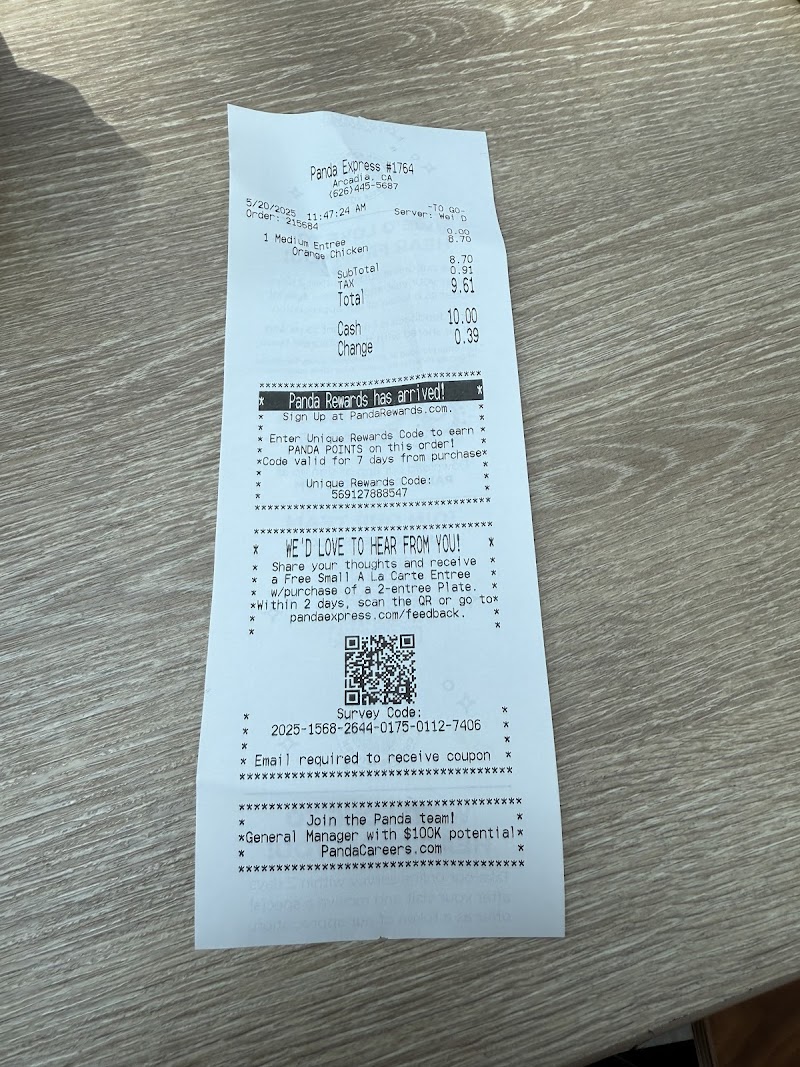 Panda Express #1764
Arcadia, CA
(626)445-5687
5/20/2025 11:47:24 AM -TO GO-
Order: 215684 Server: Wei D
1 Medium Entree 0.00
Orange Chicken 8.70
SubTotal 8.70
TAX 0.91
Total 9.61
Cash 10.00
Change 0.39
************************************
* Panda Rewards has arrived! *
* Sign Up at PandaRewards.com. *
* *
* Enter Unique Rewards Code to earn *
* PANDA POINTS on this order! *
*Code valid for 7 days from purchase*
* *
* Unique Rewards Code: *
* 569127888547 *
************************************
************************************
* WE'D LOVE TO HEAR FROM YOU! *
* Share your thoughts and receive *
* a Free Small A La Carte Entree *
* w/purchase of a 2-entree Plate. *
*Within 2 days, scan the QR or go to*
* pandaexpress.com/feedback. *
* *
* Survey Code: *
* 2025-1568-2644-0175-0112-7406 *
* *
* Email required to receive coupon *
************************************
************************************
* Join the Panda team! *
*General Manager with $100K potential*
* PandaCareers.com *
************************************